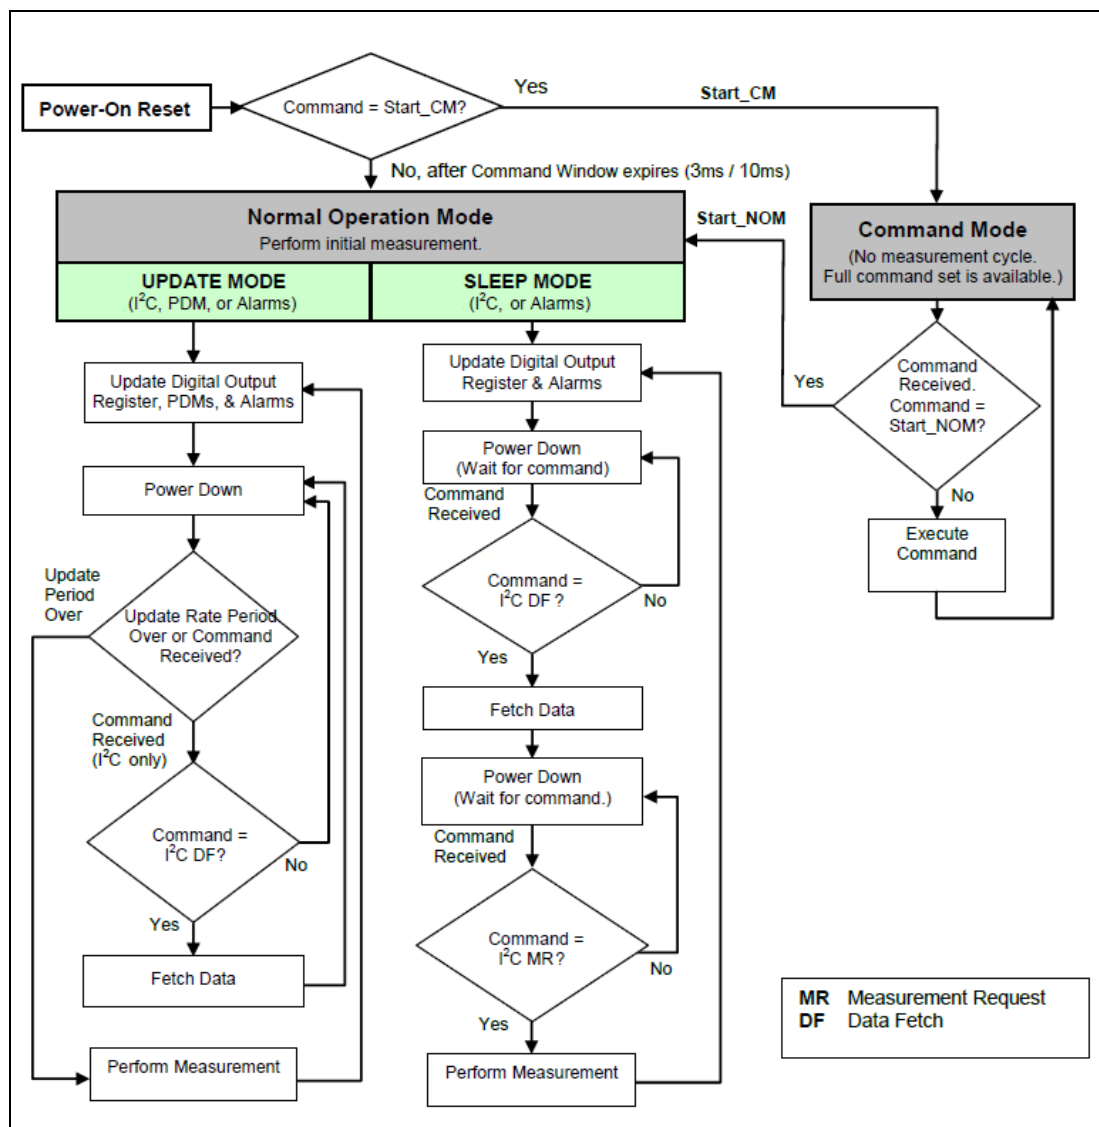 Power-On Reset
Command = Start_CM?
Yes
Start_CM
No, after Command Window expires (3ms / 10ms)
Normal Operation Mode
Perform initial measurement.
UPDATE MODE
(I²C, PDM, or Alarms)
SLEEP MODE
(I²C, or Alarms)
Start_NOM
Command Mode
(No measurement cycle.
Full command set is available.)
Command
Received.
Command =
Start_NOM?
Yes
No
Execute
Command
Update Digital Output
Register, PDMs, & Alarms
Power Down
Update
Period
Over
Update Rate Period
Over or Command
Received?
Command
Received
(I²C only)
Command =
I²C DF?
No
Yes
Fetch Data
Perform Measurement
Update Digital Output
Register & Alarms
Power Down
(Wait for command)
Command
Received
Command =
I²C DF ?
No
Yes
Fetch Data
Power Down
(Wait for command.)
Command
Received
Command =
I²C MR?
No
Yes
Perform Measurement
MR Measurement Request
DF Data Fetch